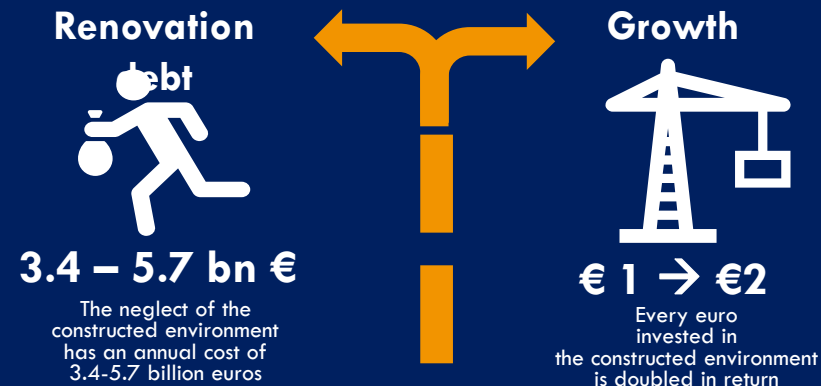 Renovation
debt
3.4 – 5.7 bn €
The neglect of the
constructed environment
has an annual cost of
3.4-5.7 billion euros
Growth
€ 1 → €2
Every euro
invested in
the constructed environment
is doubled in return